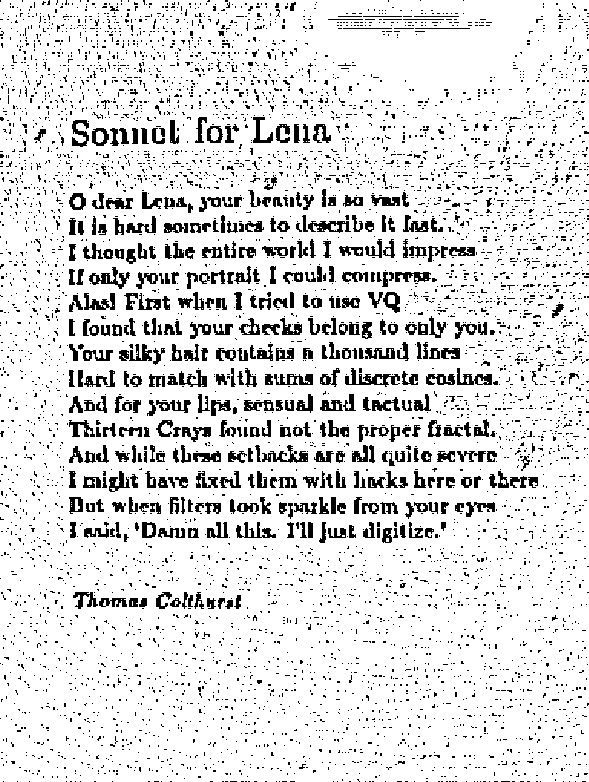 Sonnet for Lena
O dear Lena, your beauty is so vast
It is hard sometimes to describe it fast.
I thought the entire world I would impress
If only your portrait I could compress.
Alas! First when I tried to use VQ
I found that your cheeks belong to only you.
Your silky hair contains a thousand lines
Hard to match with sums of discrete cosines.
And for your lips, sensual and tactual
Thirteen Crays found not the proper fractal.
And while these setbacks are all quite severe
I might have fixed them with hacks here or there
But when filters took sparkle from your eyes
I said, 'Damn all this. I'll just digitize.'
Thomas Colthurst